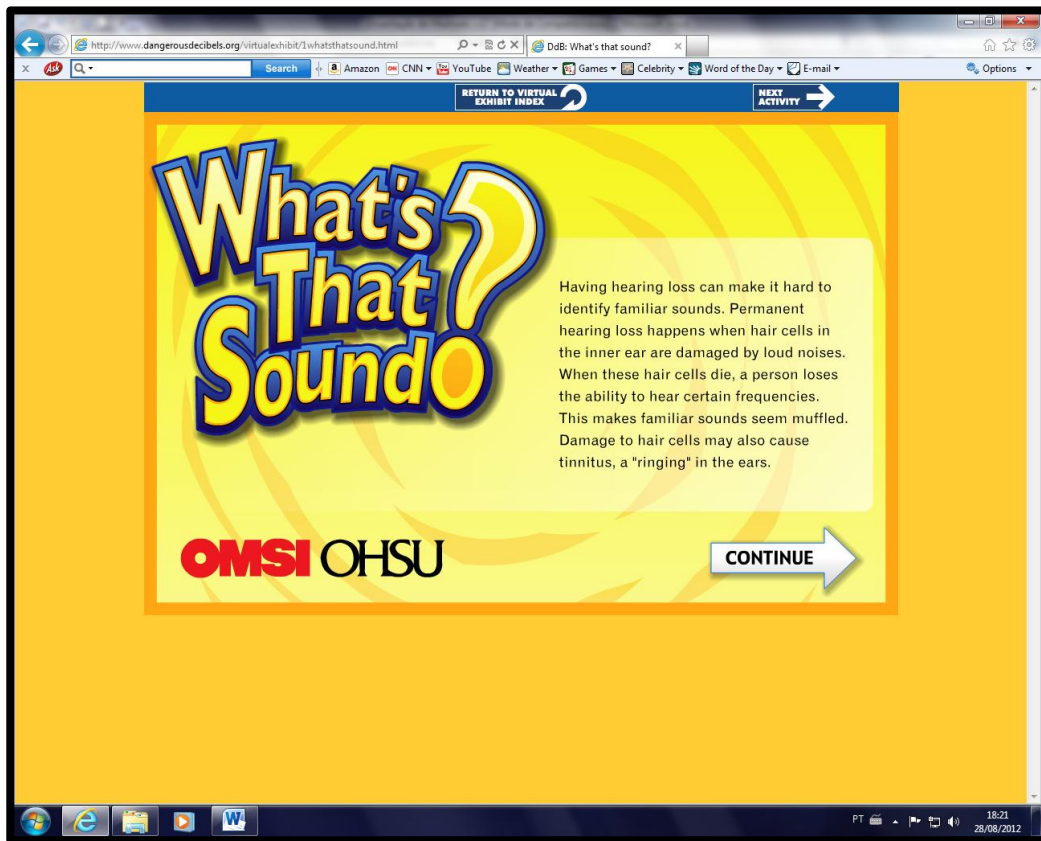 http://www.dangerousdecibels.org/virtualexhibit/1whatsthatsound.html
DdB: What's that sound?
Ask
Search
Amazon CNN YouTube Weather Games Celebrity Word of the Day E-mail
Options
RETURN TO VIRTUAL
EXHIBIT INDEX
NEXT
ACTIVITY
What's
That
Sound?
Having hearing loss can make it hard to
identify familiar sounds. Permanent
hearing loss happens when hair cells in
the inner ear are damaged by loud noises.
When these hair cells die, a person loses
the ability to hear certain frequencies.
This makes familiar sounds seem muffled.
Damage to hair cells may also cause
tinnitus, a "ringing" in the ears.
OMSI OHSU
CONTINUE
PT
18:21
28/08/2012